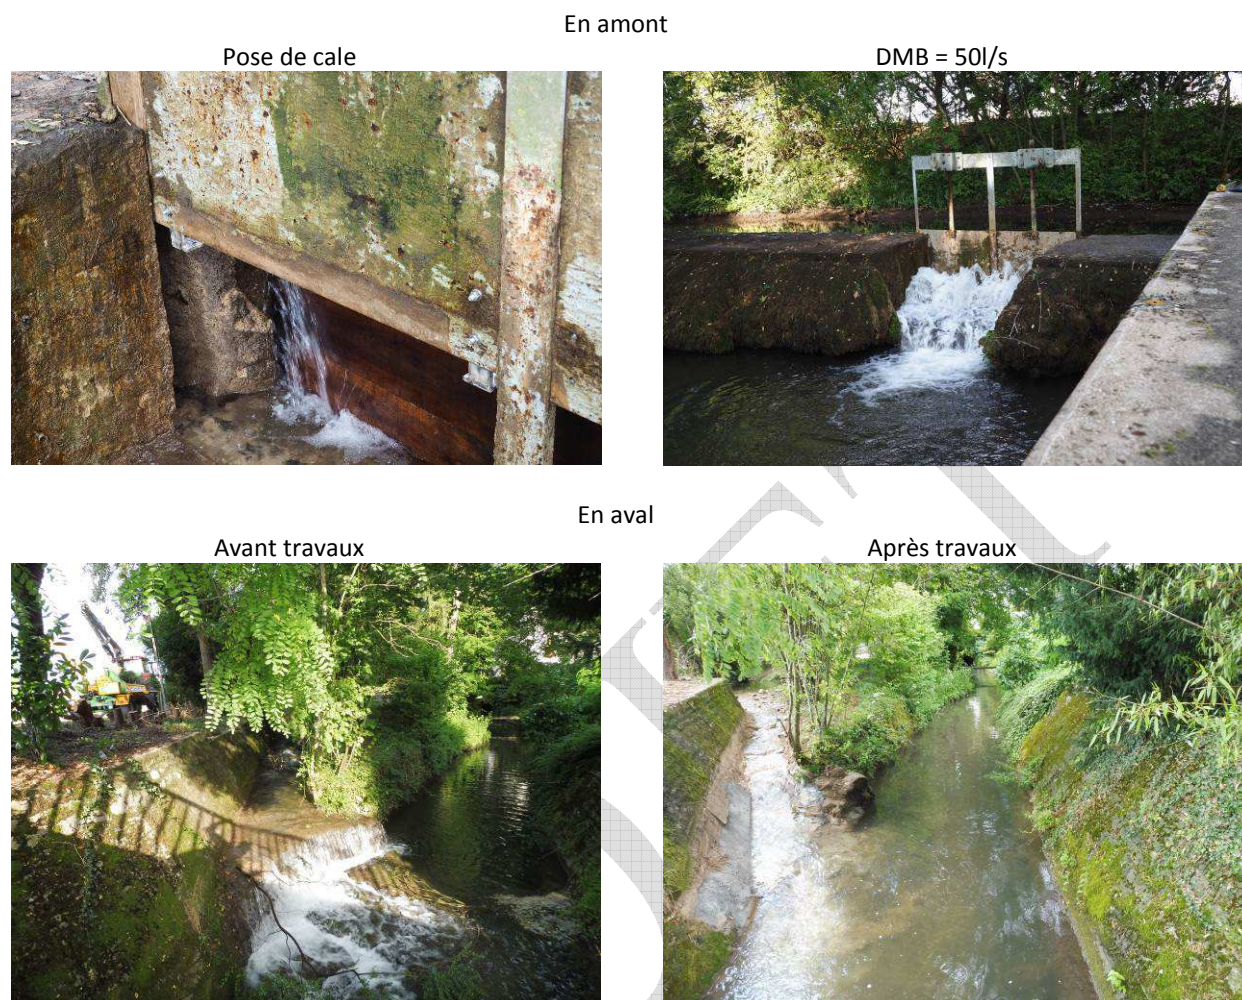 En amont
Pose de cale
DMB = 50l/s
En aval
Avant travaux
Après travaux